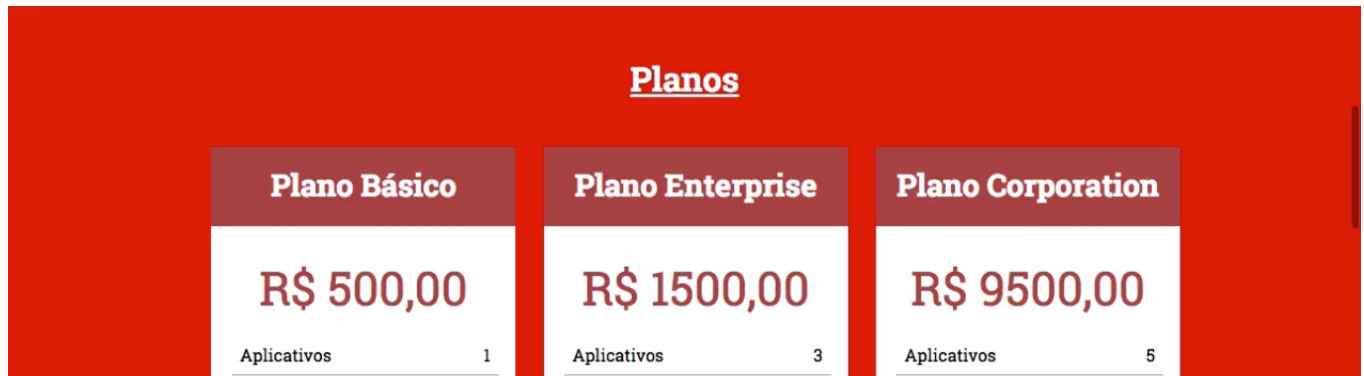 Planos
Plano Básico
R$ 500,00
Aplicativos 1
Plano Enterprise
R$ 1500,00
Aplicativos 3
Plano Corporation
R$ 9500,00
Aplicativos 5